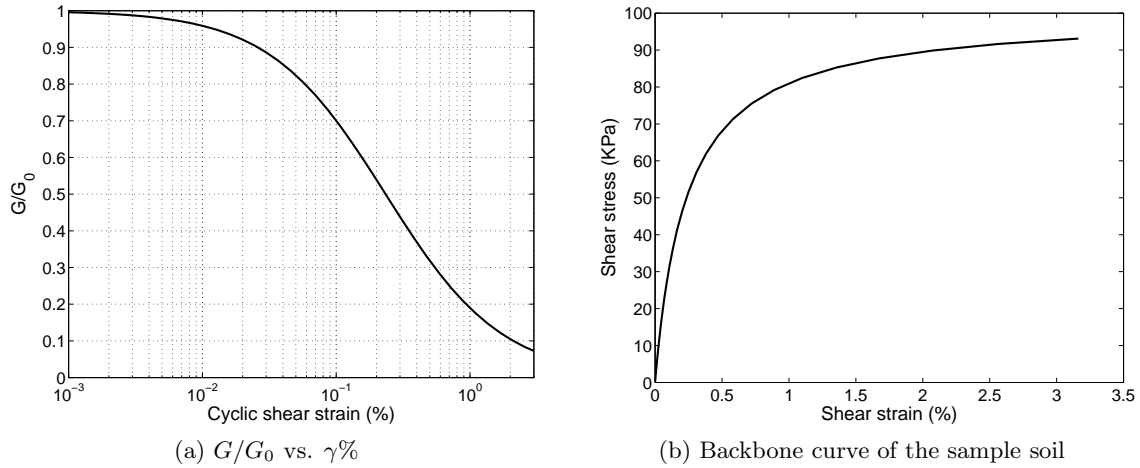 1
0.9
0.8
0.7
0.6
0.5
0.4
0.3
0.2
0.1
0
G/G₀
10⁻³ 10⁻² 10⁻¹ 10⁰
Cyclic shear strain (%)
(a) G/G₀ vs. γ%
100
90
80
70
60
50
40
30
20
10
0
Shear stress (KPa)
0 0.5 1 1.5 2 2.5 3 3.5
Shear strain (%)
(b) Backbone curve of the sample soil